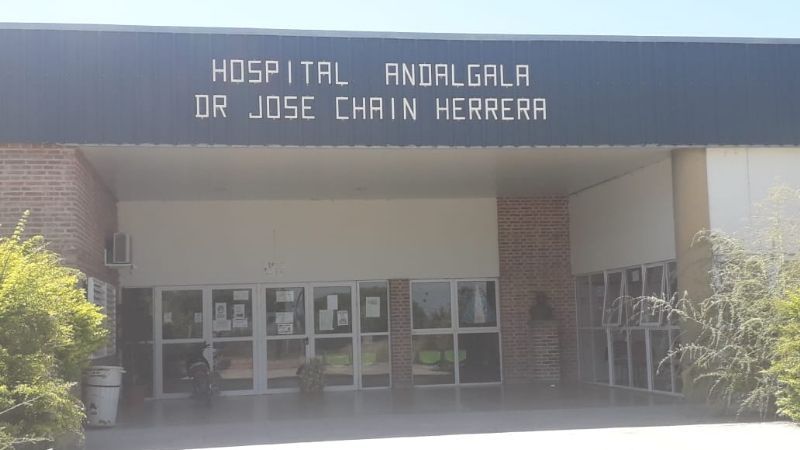 HOSPITAL ANDALGALA
DR JOSE CHAIN HERRERA